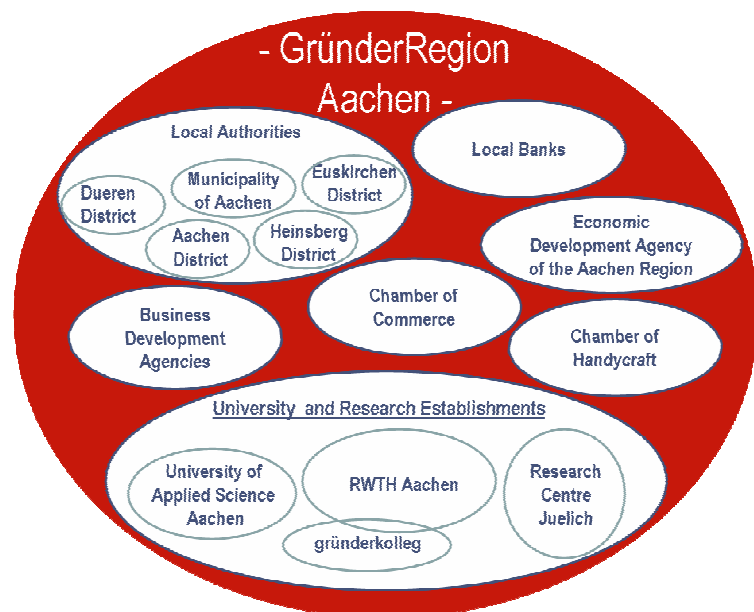 - GründerRegion
Aachen -
Local Authorities
Dueren
District
Municipality
of Aachen
Euskirchen
District
Aachen
District
Heinsberg
District
Local Banks
Economic
Development Agency
of the Aachen Region
Business
Development
Agencies
Chamber of
Commerce
Chamber of
Handycraft
University and Research Establishments
University of
Applied Science
Aachen
RWTH Aachen
gründerkolleg
Research
Centre
Juelich